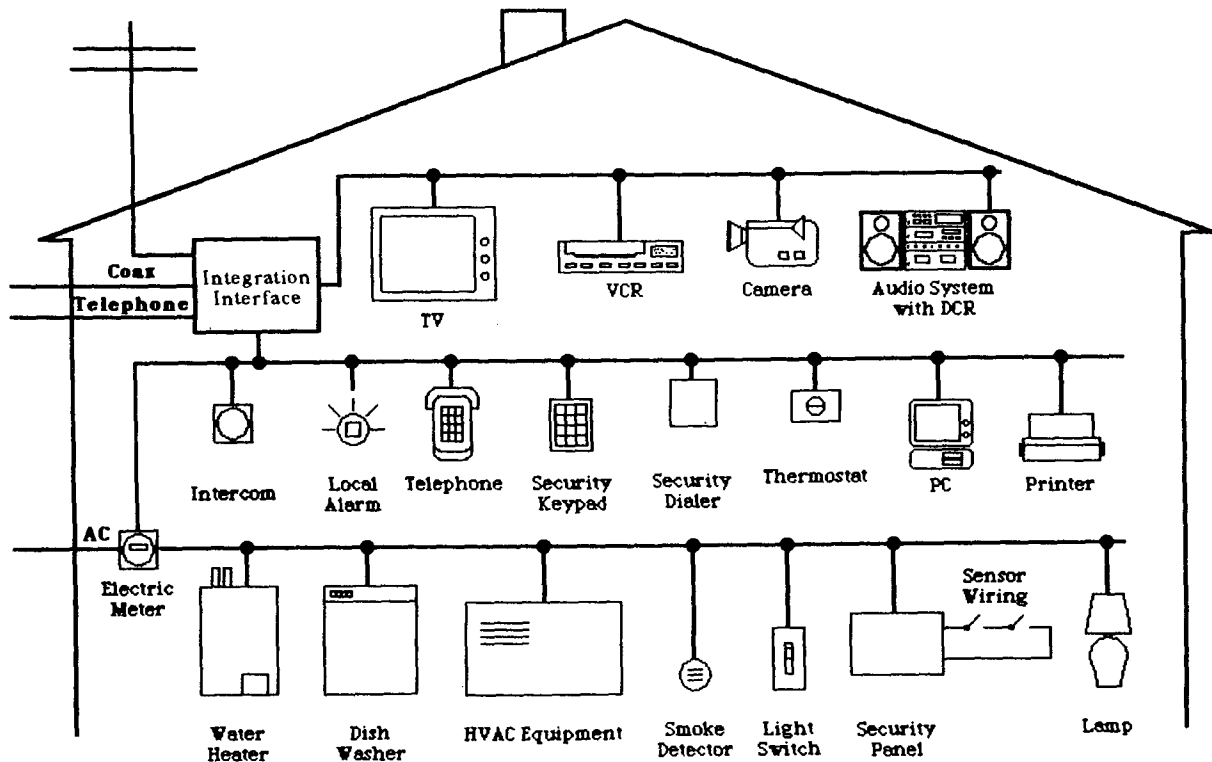 Coax
Telephone
Integration
Interface
TV
VCR
Camera
Audio System
with DCR
Intercom
Local
Alarm
Telephone
Security
Keypad
Security
Dialer
Thermostat
PC
Printer
AC
Electric
Meter
Sensor
Wiring
Water
Heater
Dish
Washer
HVAC Equipment
Smoke
Detector
Light
Switch
Security
Panel
Lamp